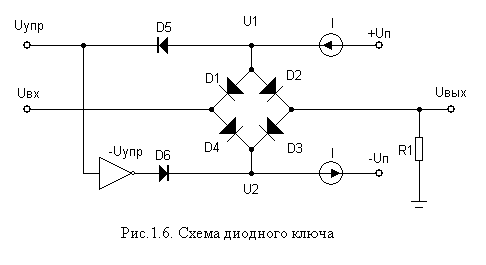 Uупр D5 U1 I +Uп
D1 D2
Uвх Uвых
D4 D3
-Uупр D6 I -Uп R1
U2
Рис.1.6. Схема диодного ключа